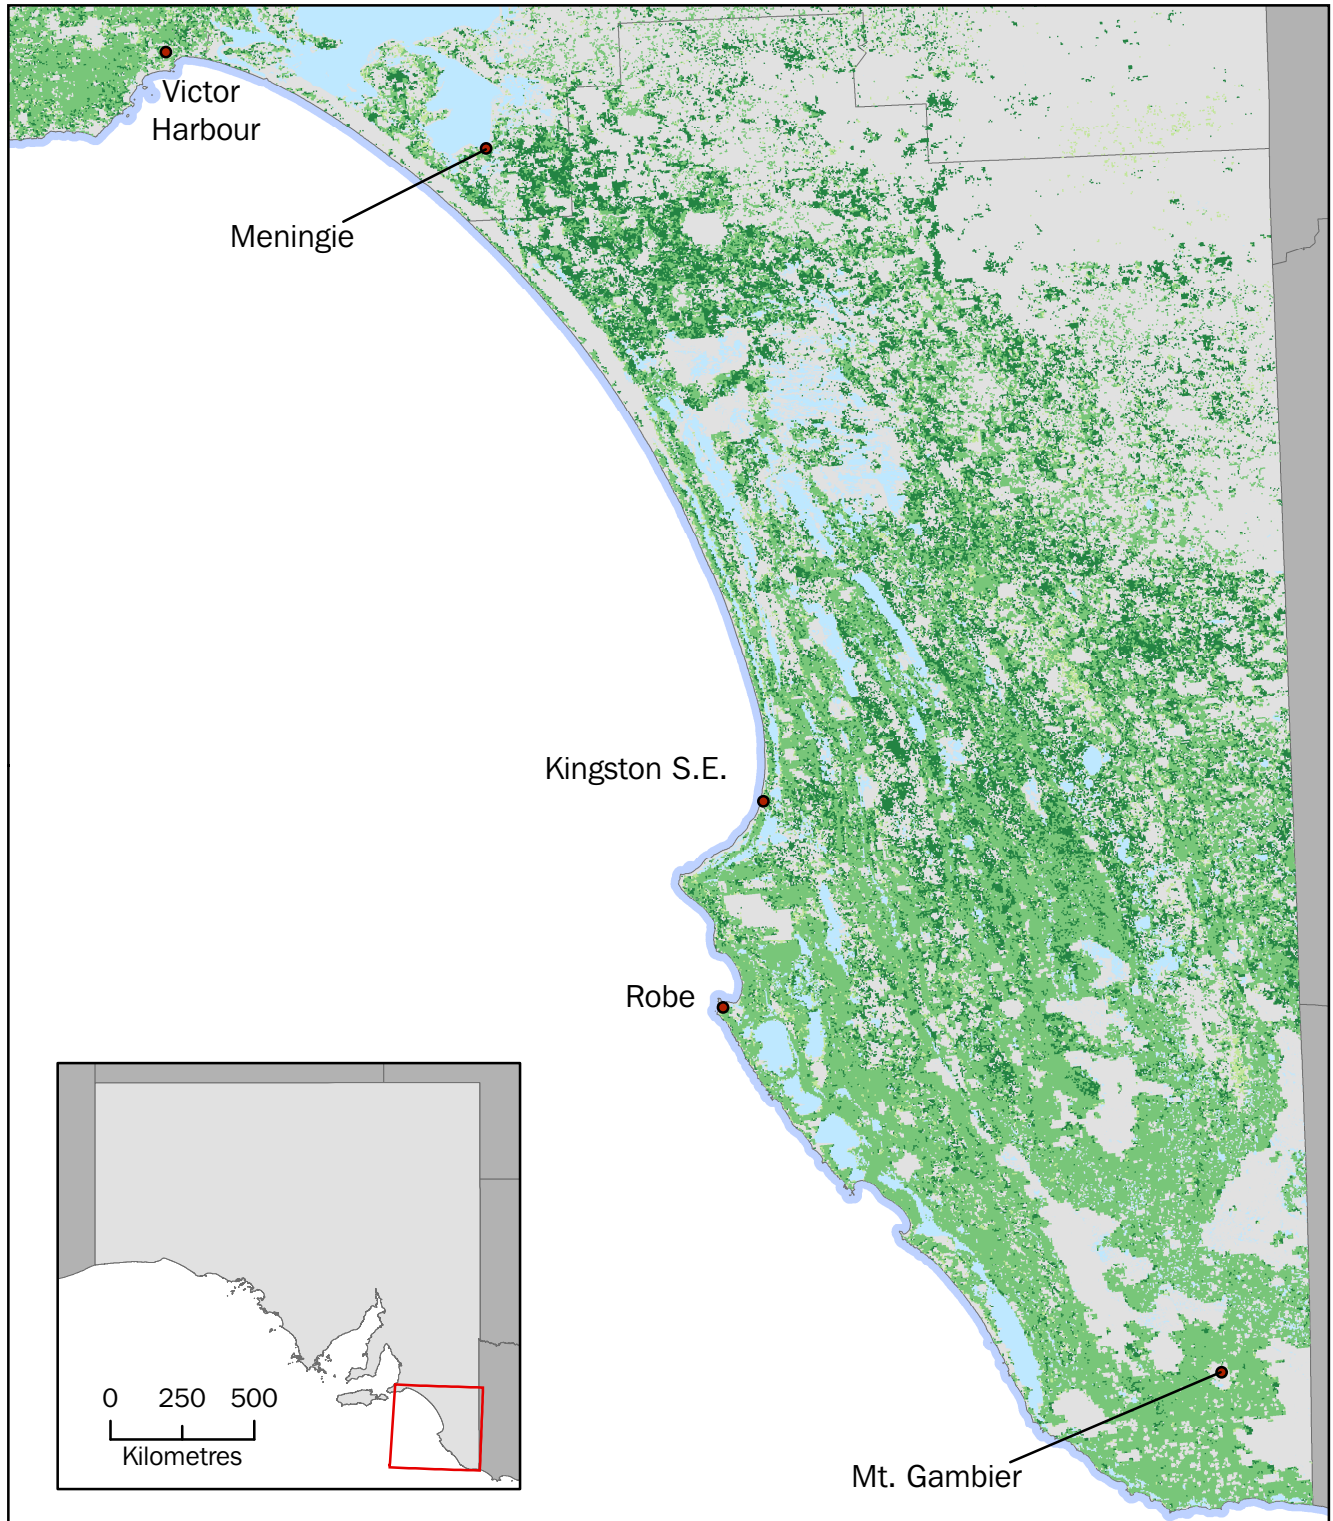 Victor
Harbour
Meningie
Kingston S.E.
Robe
0 250 500
Kilometres
Mt. Gambier